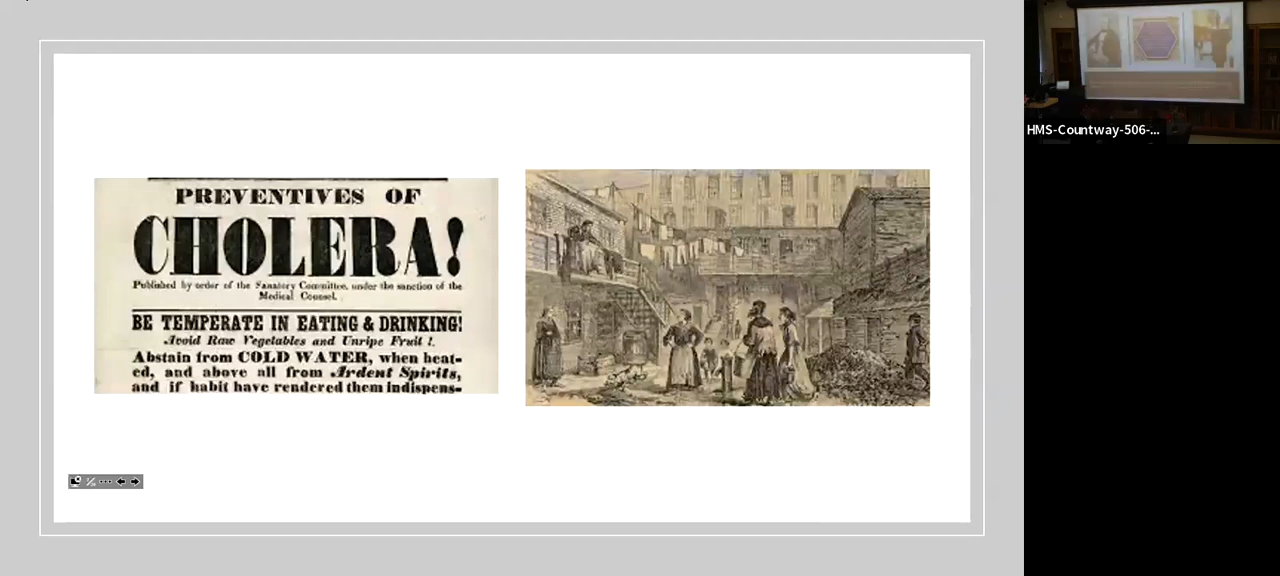 PREVENTIVES OF
CHOLERA!
Published by order of the Sanatory Committee, under the sanction of the
Medical Counsel.
BE TEMPERATE IN EATING & DRINKING!
Avoid Raw Vegetables and Unripe Fruit !.
Abstain from COLD WATER, when heat-
ed, and above all from Ardent Spirits,
and if habit have rendered them indispens-
HMS-Countway-506-...